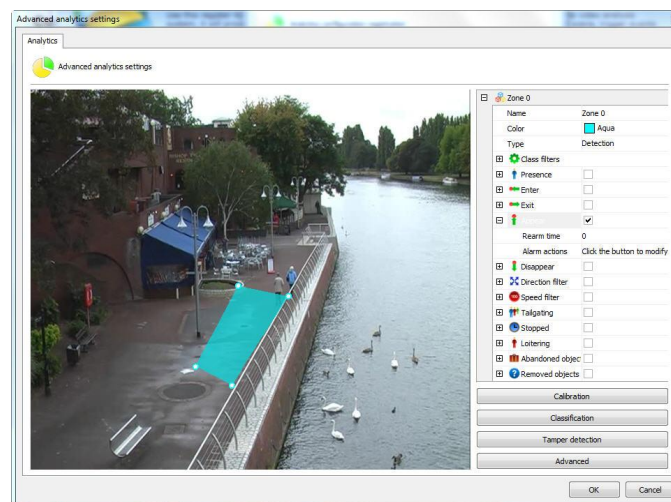 Advanced analytics settings
Analytics
Advanced analytics settings
Zone 0
Name Zone 0
Color Aqua
Type Detection
Class filters
Presence
Enter
Exit
Rearm time 0
Alarm actions Click the button to modify
Disappear
Direction filter
Speed filter
Tailgating
Stopped
Loitering
Abandoned objec
Removed objects
Calibration
Classification
Tamper detection
Advanced
OK Cancel